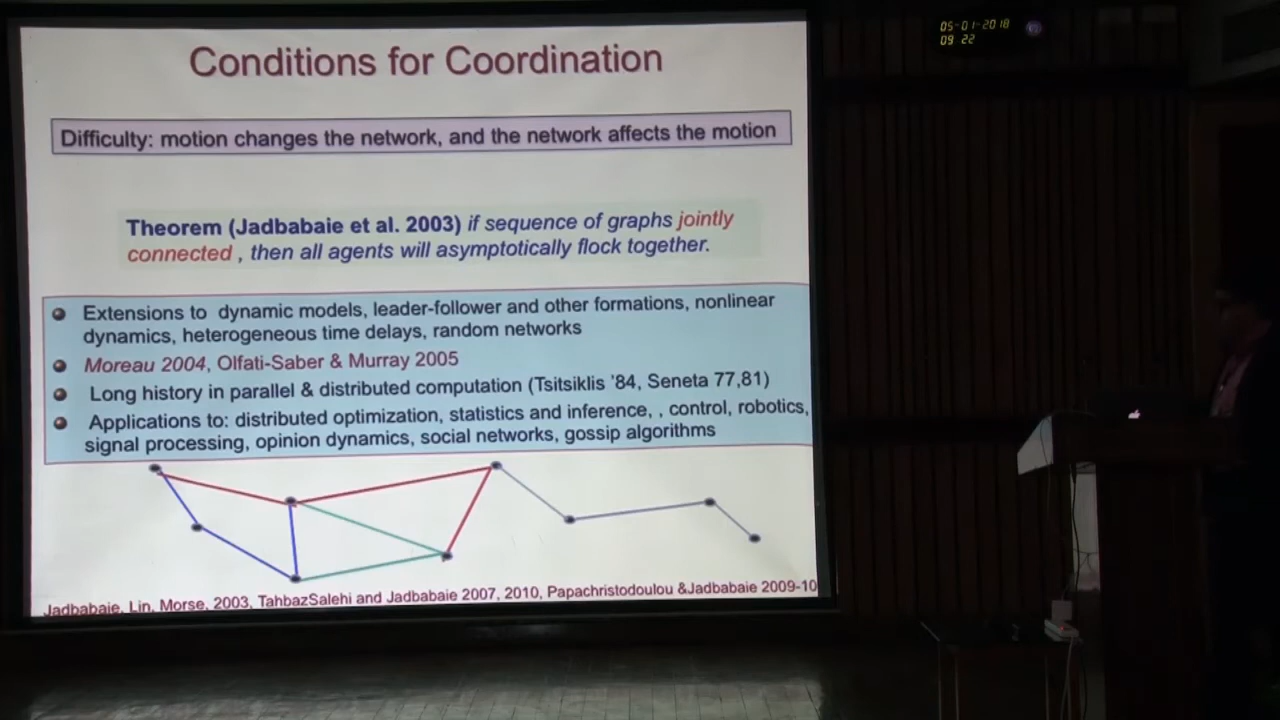 05-01-2018
09 22
Conditions for Coordination
Difficulty: motion changes the network, and the network affects the motion
Theorem (Jadbabaie et al. 2003) if sequence of graphs jointly
connected , then all agents will asymptotically flock together.
Extensions to dynamic models, leader-follower and other formations, nonlinear
dynamics, heterogeneous time delays, random networks
Moreau 2004, Olfati-Saber & Murray 2005
Long history in parallel & distributed computation (Tsitsiklis '84, Seneta 77,81)
Applications to: distributed optimization, statistics and inference, , control, robotics,
signal processing, opinion dynamics, social networks, gossip algorithms
Jadbabaie, Lin, Morse, 2003, TahbazSalehi and Jadbabaie 2007, 2010, Papachristodoulou &Jadbabaie 2009-10